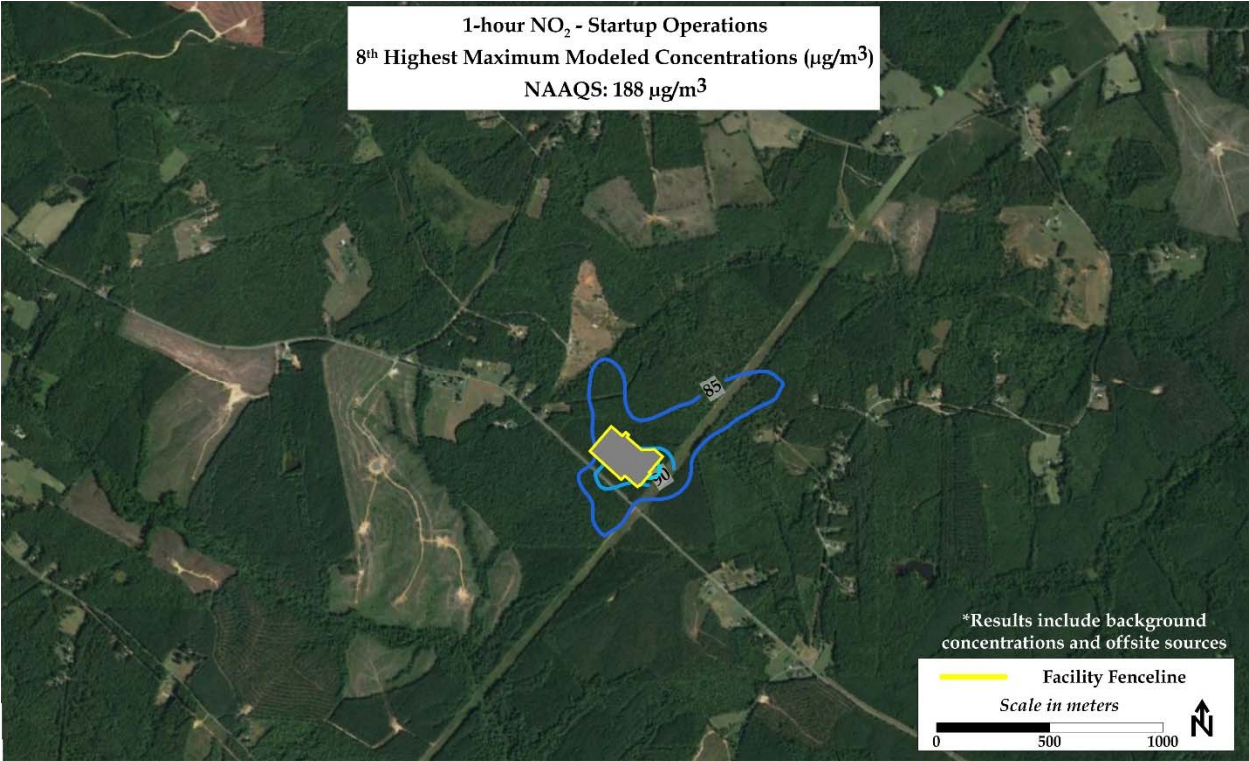 1-hour NO₂ - Startup Operations
8th Highest Maximum Modeled Concentrations (µg/m³)
NAAQS: 188 µg/m³
85
90
*Results include background
concentrations and offsite sources
Facility Fenceline
Scale in meters
N
0 500 1000